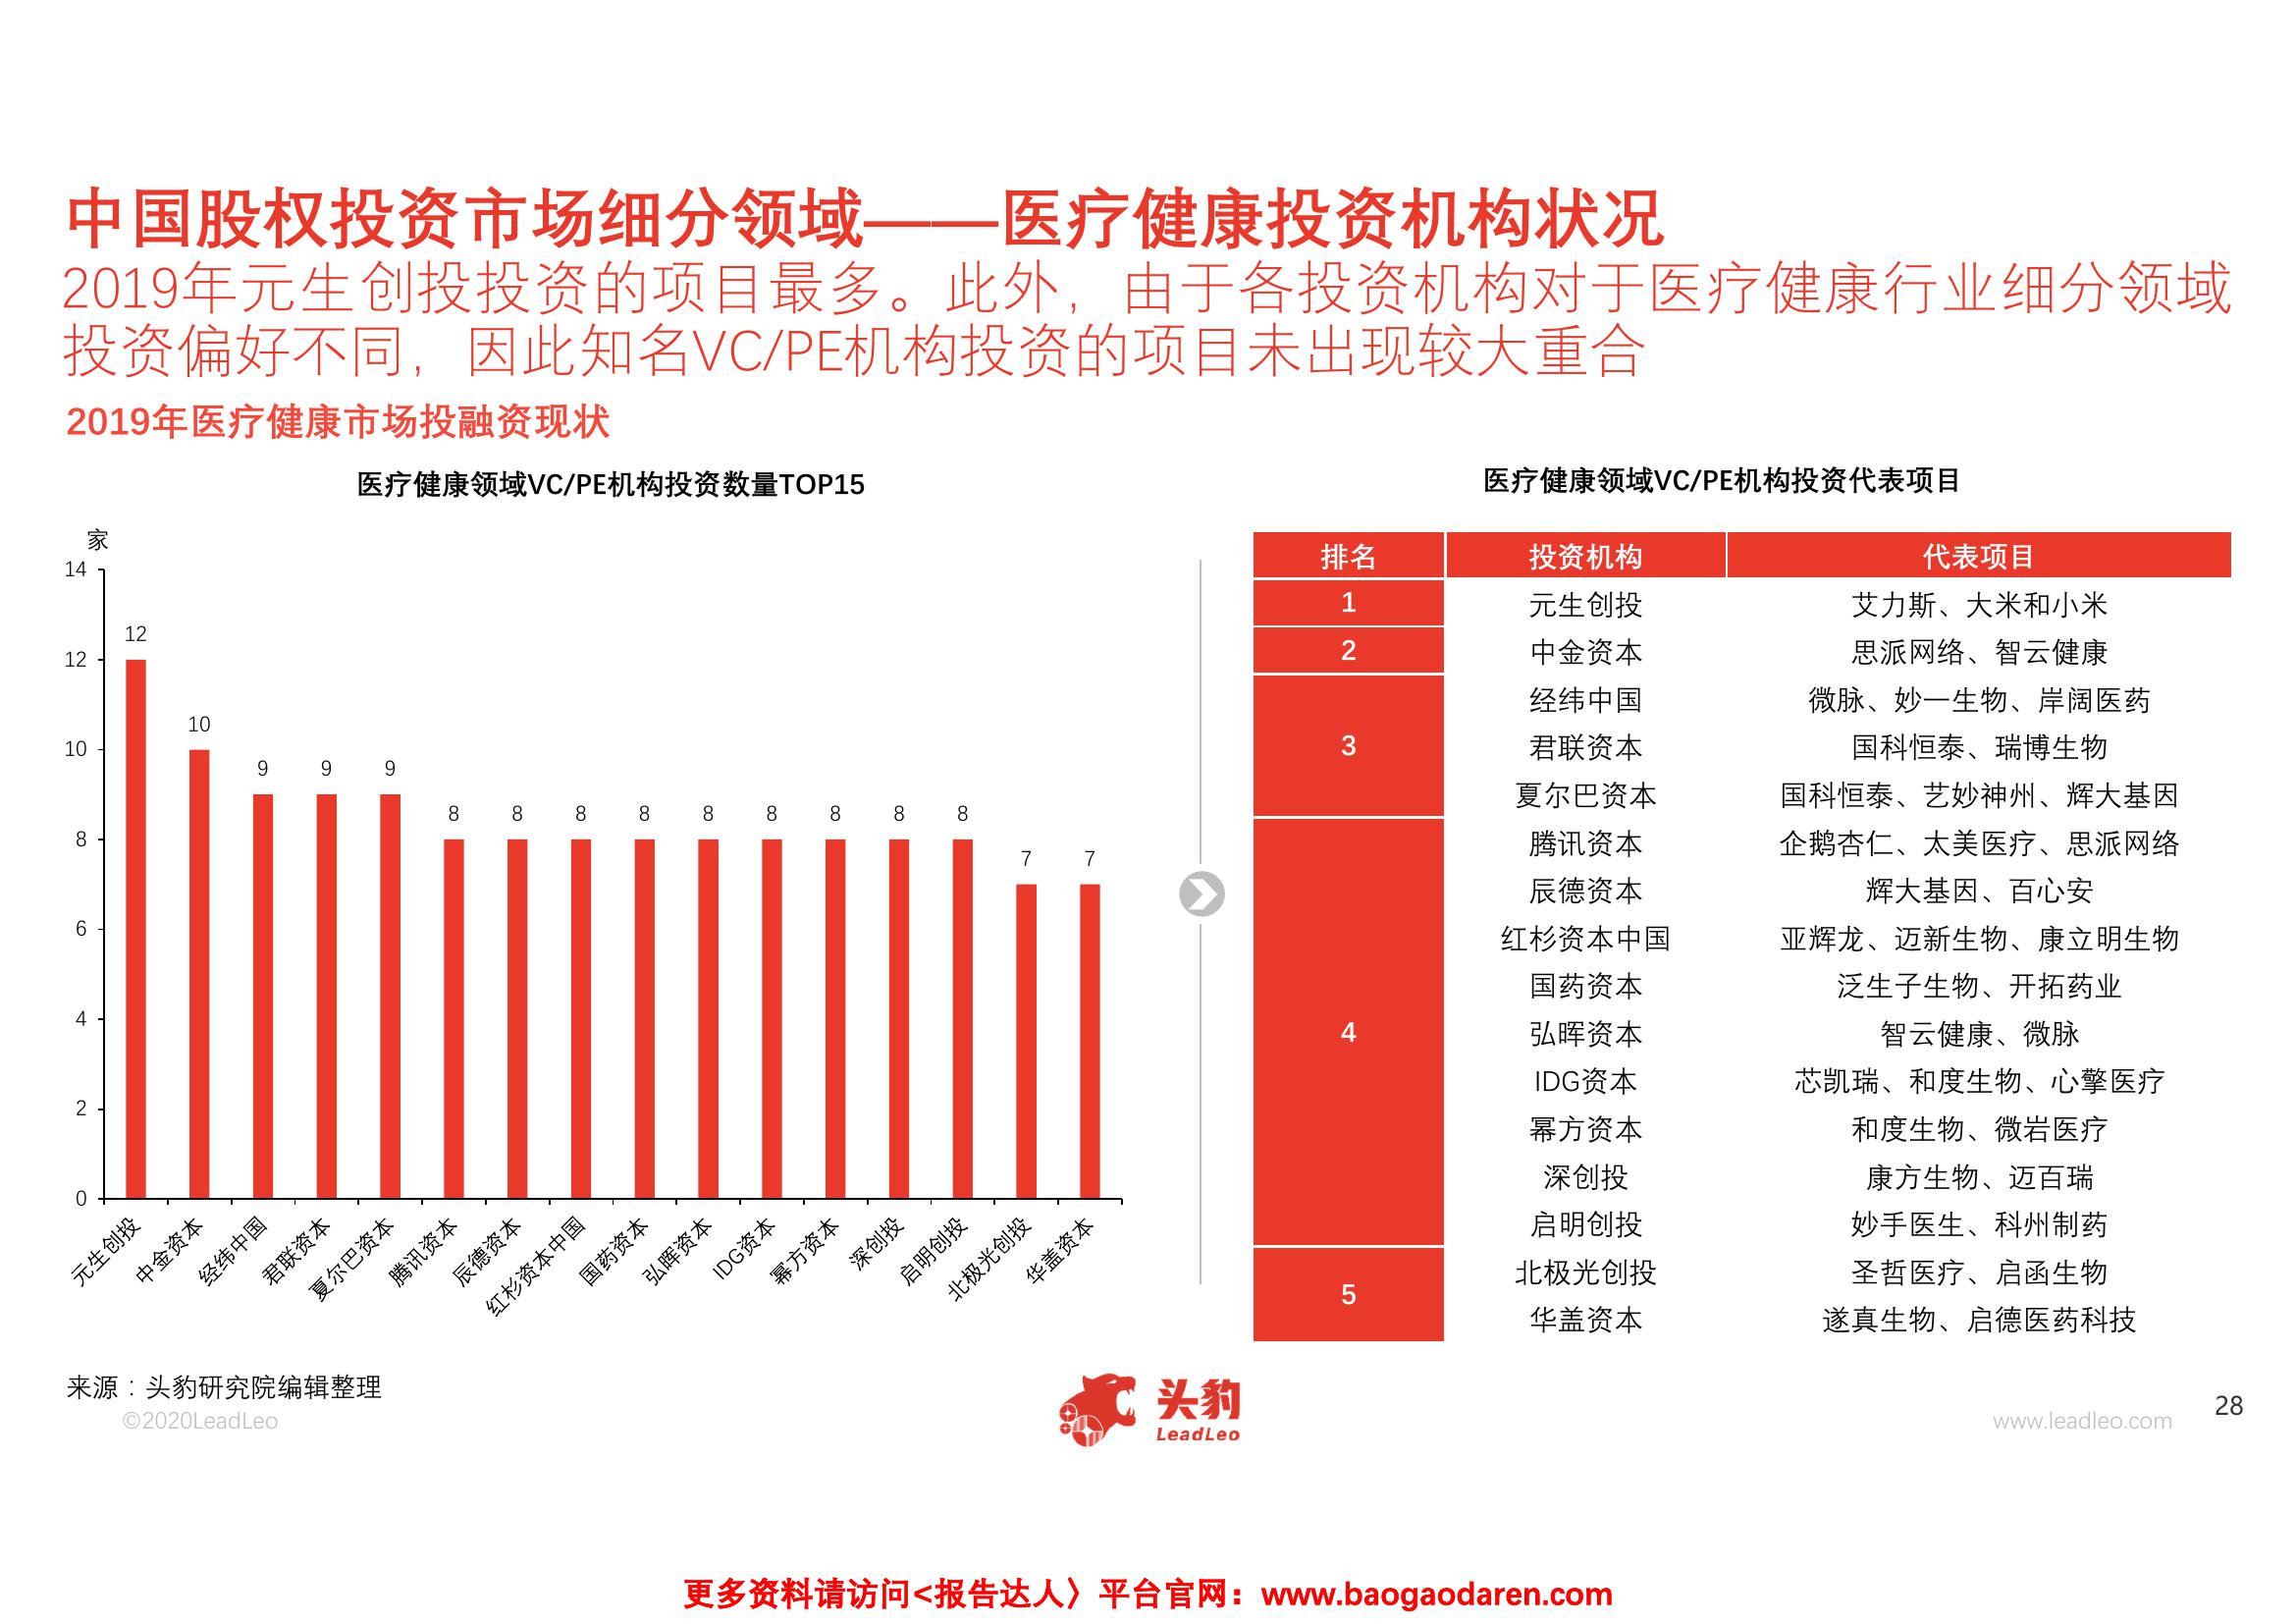 中国股权投资市场细分领域——医疗健康投资机构状况
2019年元生创投投资的项目最多。此外，由于各投资机构对于医疗健康行业细分领域
投资偏好不同，因此知名VC/PE机构投资的项目未出现较大重合
2019年医疗健康市场投融资现状
医疗健康领域VC/PE机构投资数量TOP15
家
14
12
10
8
6
4
2
0
12
10
9
9
9
8
8
8
8
8
8
8
8
8
7
7
元生创投
中金资本
经纬中国
君联资本
夏尔巴资本
腾讯资本
辰德资本
红杉资本中国
国药资本
弘晖资本
IDG资本
幂方资本
深创投
启明创投
北极光创投
华盖资本
医疗健康领域VC/PE机构投资代表项目
排名 投资机构 代表项目
1 元生创投 艾力斯、大米和小米
2 中金资本 思派网络、智云健康
经纬中国 微脉、妙一生物、岸阔医药
3 君联资本 国科恒泰、瑞博生物
夏尔巴资本 国科恒泰、艺妙神州、辉大基因
腾讯资本 企鹅杏仁、太美医疗、思派网络
辰德资本 辉大基因、百心安
红杉资本中国 亚辉龙、迈新生物、康立明生物
国药资本 泛生子生物、开拓药业
4 弘晖资本 智云健康、微脉
IDG资本 芯凯瑞、和度生物、心擎医疗
幂方资本 和度生物、微岩医疗
深创投 康方生物、迈百瑞
启明创投 妙手医生、科州制药
5 北极光创投 圣哲医疗、启函生物
华盖资本 遂真生物、启德医药科技
来源：头豹研究院编辑整理
©2020LeadLeo
头豹
LeadLeo
www.leadleo.com
28
更多资料请访问<报告达人〉平台官网：www.baogaodaren.com